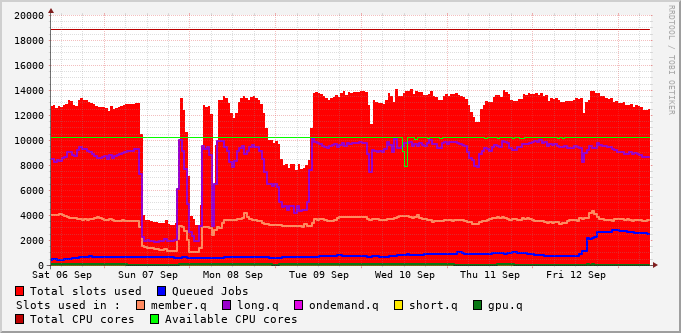 20000
18000
16000
14000
12000
10000
8000
6000
4000
2000
0
Sat 06 Sep Sun 07 Sep Mon 08 Sep Tue 09 Sep Wed 10 Sep Thu 11 Sep Fri 12 Sep
RRDTOOL / TOBI OETIKER
Total slots used Queued Jobs
Slots used in : member.q long.q ondemand.q short.q gpu.q
Total CPU cores Available CPU cores